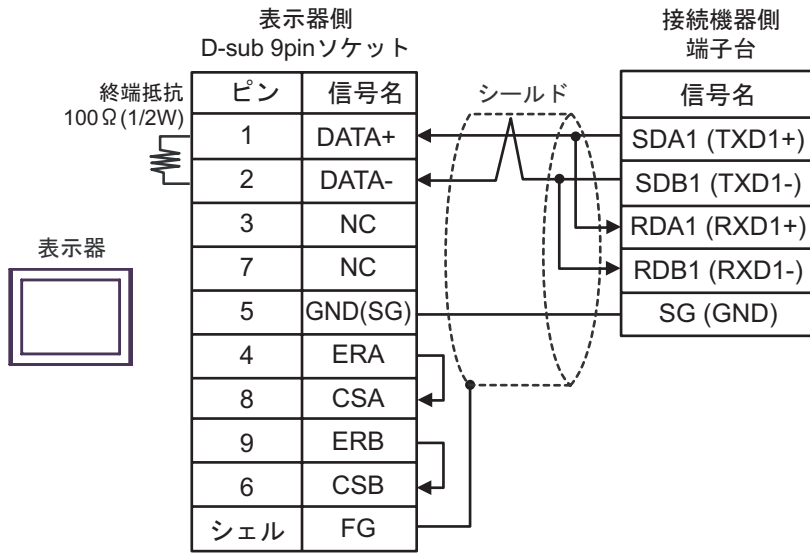 表示器側
D-sub 9pinソケット
接続機器側
端子台
終端抵抗
100Ω(1/2W)
ピン 信号名
1 DATA+
2 DATA-
3 NC
7 NC
5 GND(SG)
4 ERA
8 CSA
9 ERB
6 CSB
シェル FG
シールド
表示器
信号名
SDA1 (TXD1+)
SDB1 (TXD1-)
RDA1 (RXD1+)
RDB1 (RXD1-)
SG (GND)